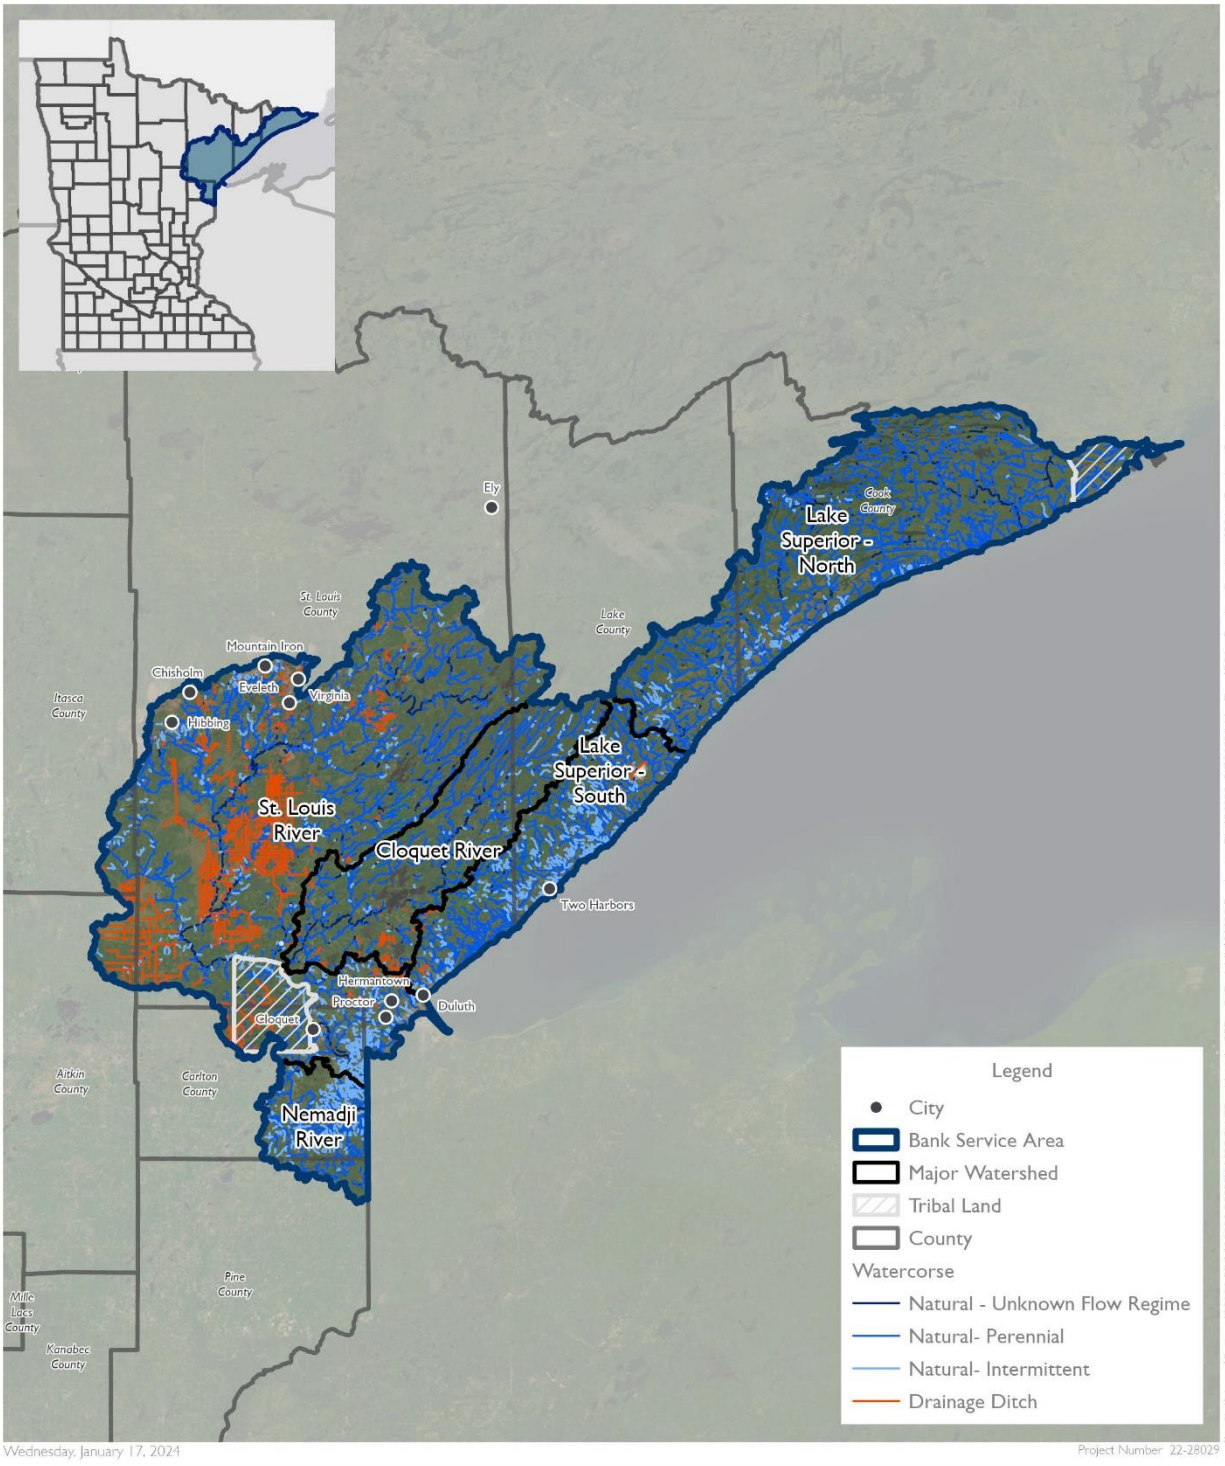 Ely
Cook
County
Lake
Superior -
North
St. Louis
County
Lake
County
Mountain Iron
Chisholm
Eveleth
Virginia
Itasca
County
Hibbing
Lake
Superior -
South
St. Louis
River
Cloquet River
Two Harbors
Hermantown
Proctor
Duluth
Cloquet
Aitkin
County
Carlton
County
Nemadji
River
Pine
County
Mille
Lacs
County
Kanabec
County
Legend
City
Bank Service Area
Major Watershed
Tribal Land
County
Watercorse
Natural - Unknown Flow Regime
Natural- Perennial
Natural- Intermittent
Drainage Ditch
Wednesday, January 17, 2024
Project Number 22-28029